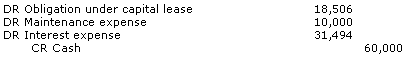 DR Obligation under capital lease 18,506
DR Maintenance expense 10,000
DR Interest expense 31,494
CR Cash 60,000